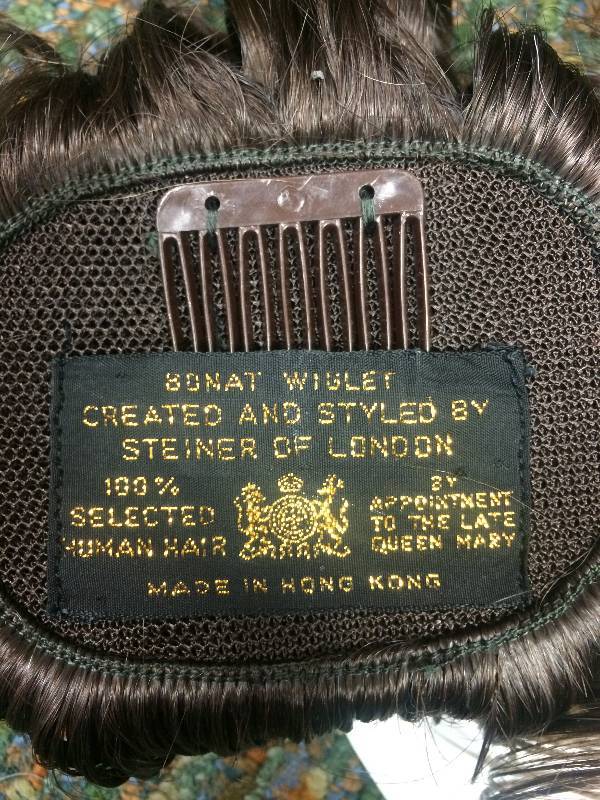 BONAT WIGLET
CREATED AND STYLED BY
STEINER OF LONDON
100%
SELECTED
HUMAN HAIR
BY
APPOINTMENT
TO THE LATE
QUEEN MARY
MADE IN HONG KONG